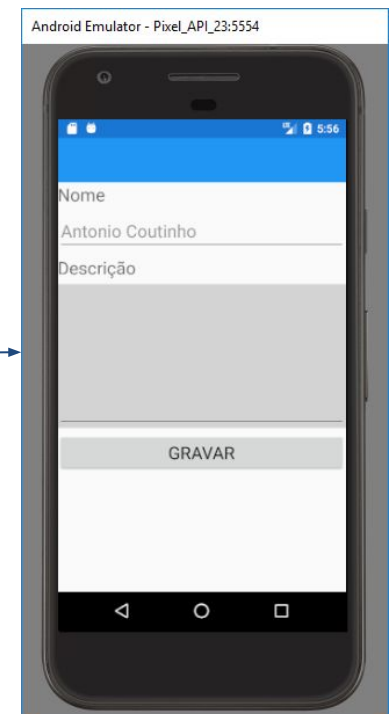 Android Emulator - Pixel_API_23:5554
5:56
Nome
Antonio Coutinho
Descrição
GRAVAR